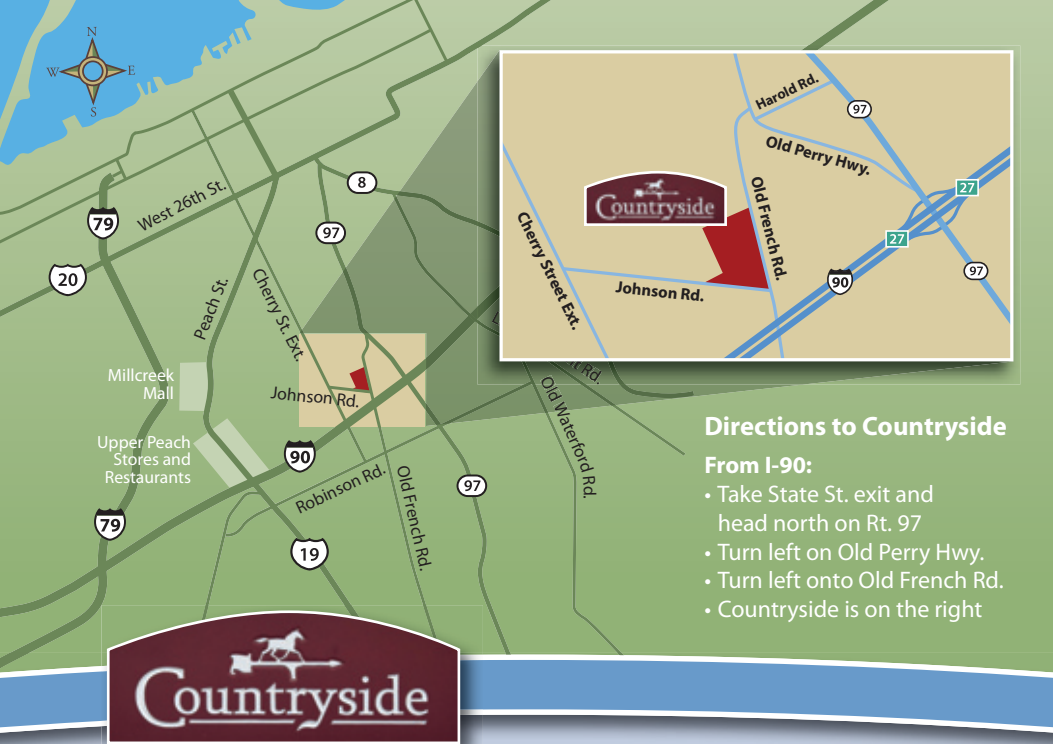 N
W
E
S
79
West 26th St.
20
8
97
Peach St.
Cherry St. Ext.
Millcreek
Mall
Johnson Rd.
Upper Peach
Stores and
Restaurants
90
Robinson Rd.
Old French Rd.
97
79
19
Rd.
Old Waterford Rd.
Harold Rd.
97
Old Perry Hwy.
27
Countryside
Old French Rd.
Cherry Street Ext.
27
97
90
Johnson Rd.
Directions to Countryside
From I-90:
• Take State St. exit and
head north on Rt. 97
• Turn left on Old Perry Hwy.
• Turn left onto Old French Rd.
• Countryside is on the right
Countryside